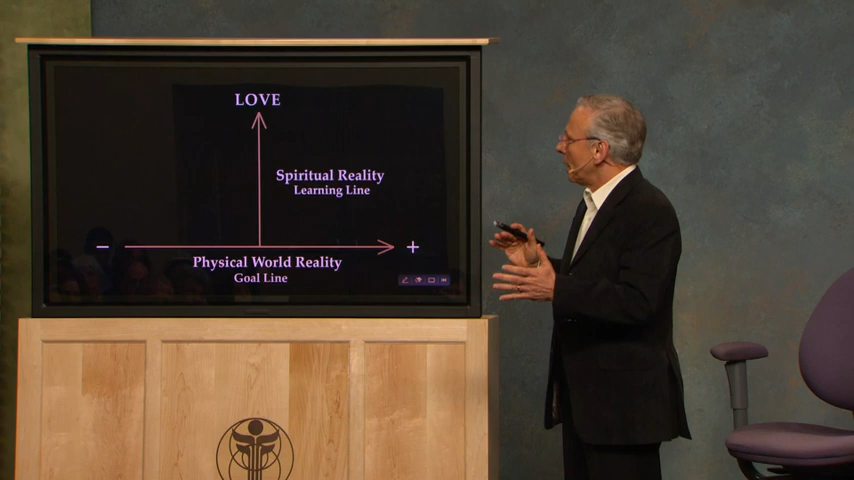 LOVE
Spiritual Reality
Learning Line
− +
Physical World Reality
Goal Line